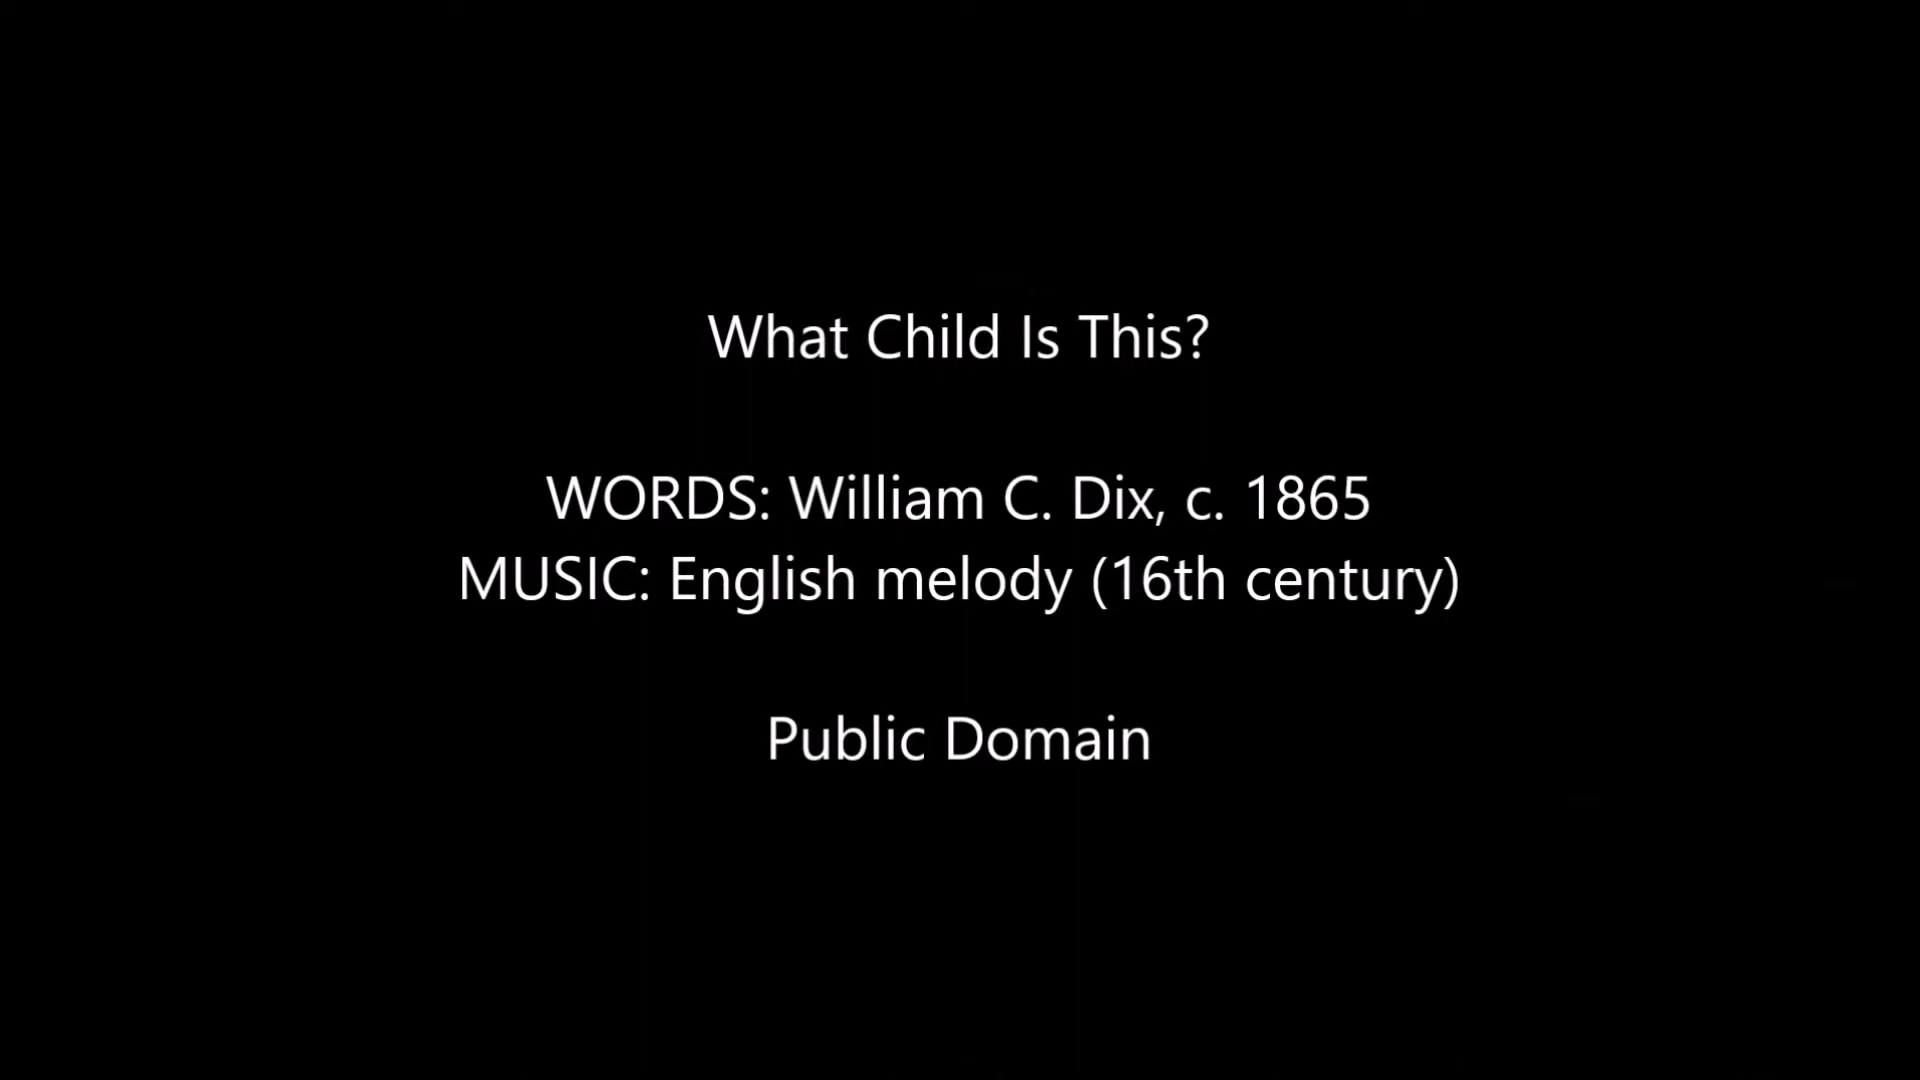 What Child Is This?
WORDS: William C. Dix, c. 1865
MUSIC: English melody (16th century)
Public Domain